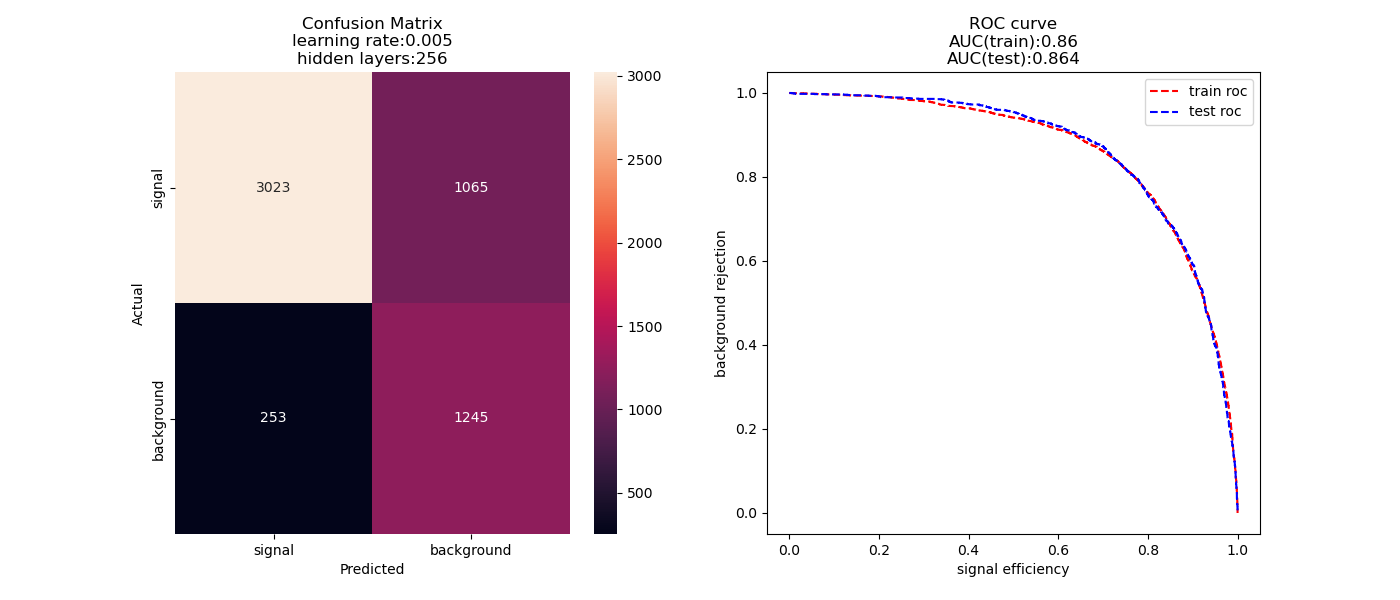 Confusion Matrix
learning rate:0.005
hidden layers:256
signal
background
Actual
3023
1065
253
1245
signal
background
Predicted
3000
2500
2000
1500
1000
500
ROC curve
AUC(train):0.86
AUC(test):0.864
train roc
test roc
background rejection
1.0
0.8
0.6
0.4
0.2
0.0
0.0
0.2
0.4
0.6
0.8
1.0
signal efficiency